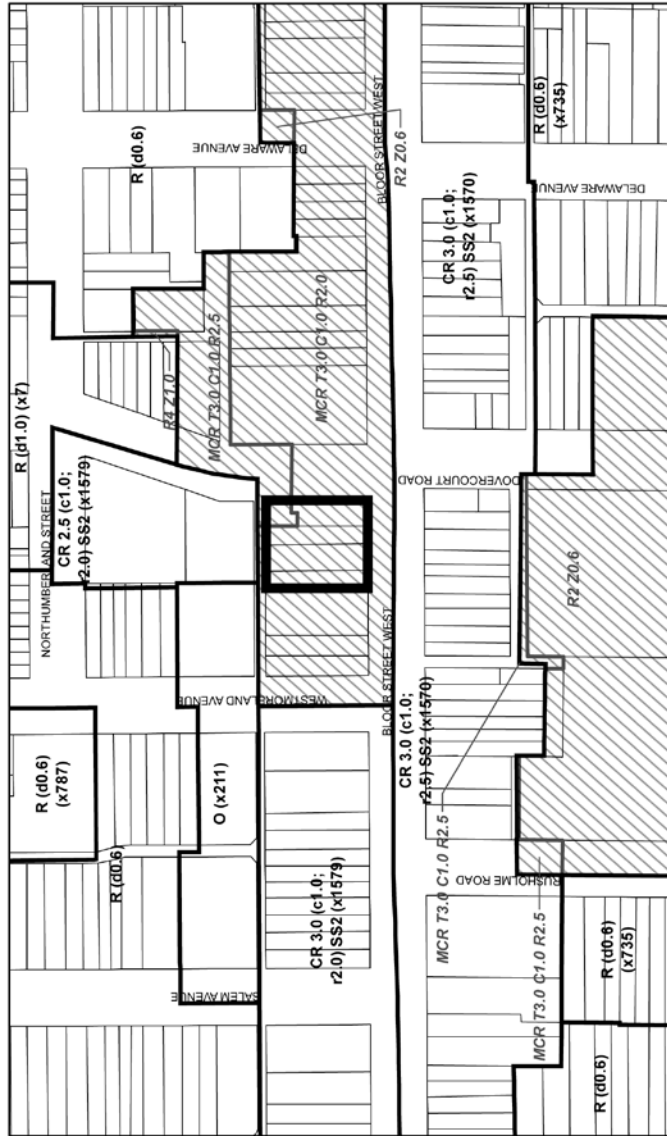 R (d1.0) (x7)
NORTHUMBERLAND STREET
R (d0.6)
(x787)
CR 2.5 (c1.0;
r2.0) SS2 (x1579)
R (d0.6)
R (d0.6)
R4 Z1.0
MCR T3.0 C1.0 R2.5
O (x211)
SALEM AVENUE
WESTMORELAND AVENUE
DELAWARE AVENUE
CR 3.0 (c1.0;
r2.0) SS2 (x1579)
MCR T3.0 C1.0 R2.0
BLOOR STREET WEST
BLOOR STREET WEST
R2 Z0.6
CR 3.0 (c1.0;
r2.5) SS2 (x1570)
DOVERCOURT ROAD
CR 3.0 (c1.0;
r2.5) SS2 (x1570)
MCR T3.0 C1.0 R2.5
RUSHOLME ROAD
MCR T3.0 C1.0 R2.5
R2 Z0.6
R (d0.6)
(x735)
DELAWARE AVENUE
R (d0.6)
R (d0.6)
(x735)